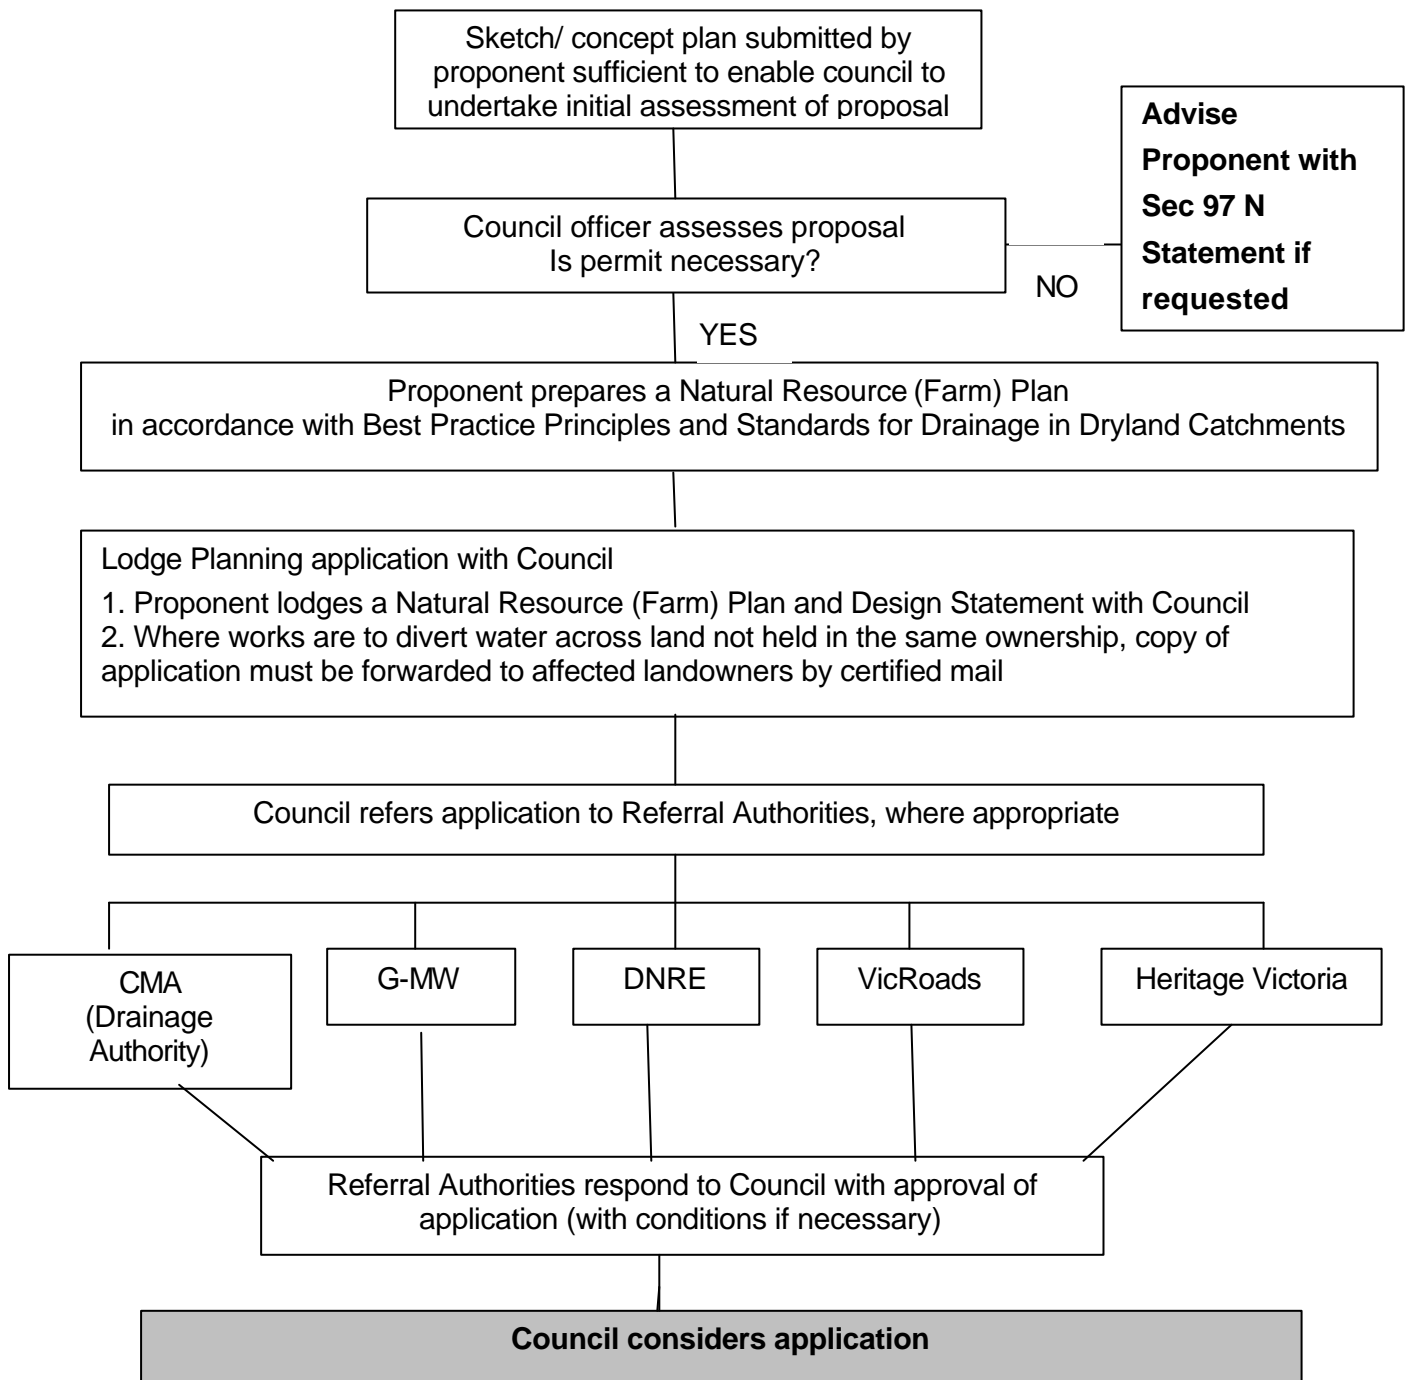 Sketch/ concept plan submitted by
proponent sufficient to enable council to
undertake initial assessment of proposal
Advise
Proponent with
Sec 97 N
Statement if
requested
Council officer assesses proposal
Is permit necessary?
NO
YES
Proponent prepares a Natural Resource (Farm) Plan
in accordance with Best Practice Principles and Standards for Drainage in Dryland Catchments
Lodge Planning application with Council
1. Proponent lodges a Natural Resource (Farm) Plan and Design Statement with Council
2. Where works are to divert water across land not held in the same ownership, copy of
application must be forwarded to affected landowners by certified mail
Council refers application to Referral Authorities, where appropriate
CMA
(Drainage
Authority)
G-MW
DNRE
VicRoads
Heritage Victoria
Referral Authorities respond to Council with approval of
application (with conditions if necessary)
Council considers application